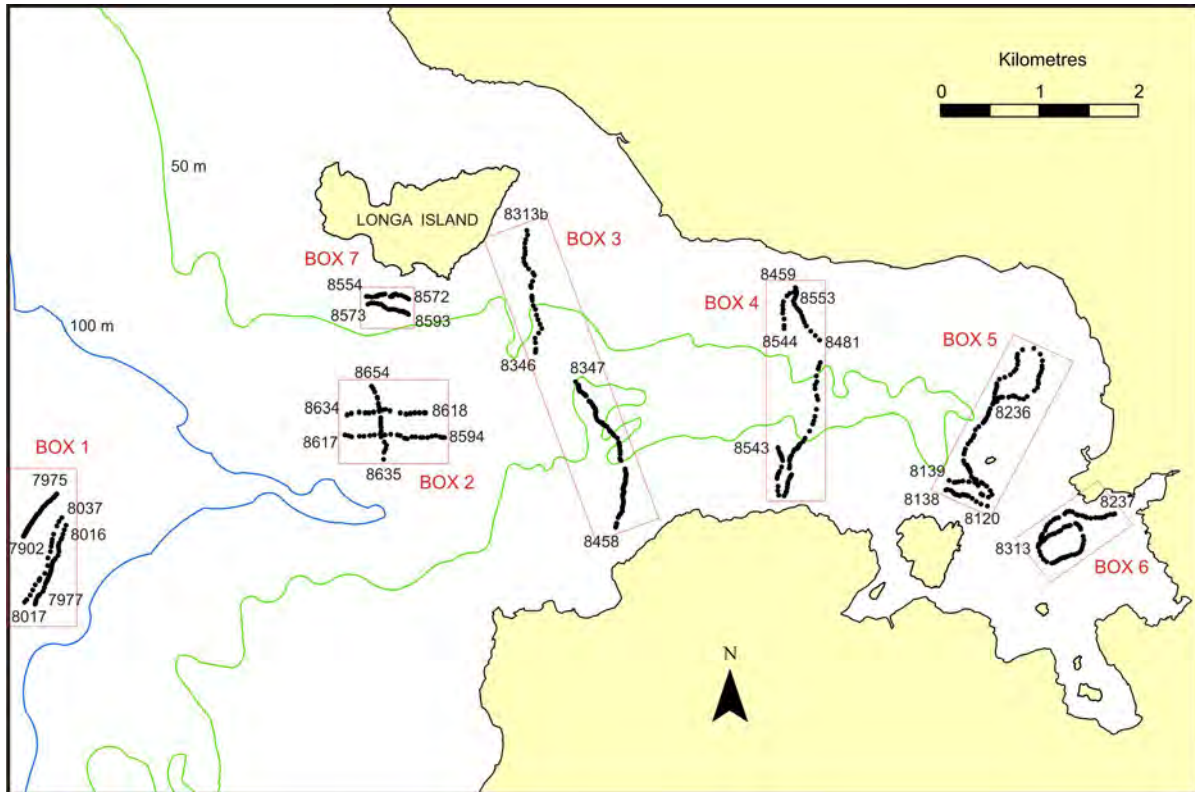 Kilometres
0 1 2
50 m
LONGA ISLAND
8313b
BOX 3
BOX 7
8554
8572
8573
8593
8459
8553
BOX 4
8544
8481
100 m
8346
8347
BOX 5
8654
8634
8618
8236
8617
8594
8635
BOX 2
8543
BOX 1
7975
8037
8016
7902
8017
7977
8139
8138
8120
8458
8237
8313
BOX 6
N